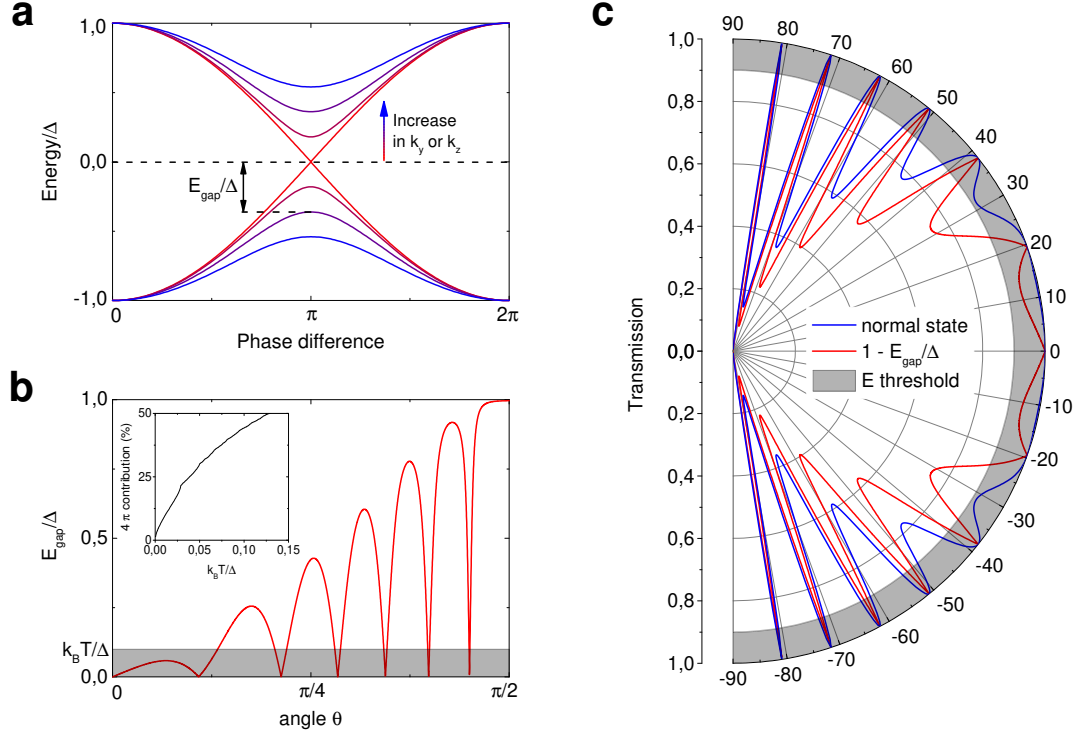 a
1,0
0,0
-1,0
Energy/Δ
Increase
in k_y or k_z
E_gap/Δ
0
π
2π
Phase difference
b
1,0
0,5
k_BT/Δ
0,0
E_gap/Δ
50
25
0
4 π contribution (%)
0,00
0,05
0,10
0,15
k_BT/Δ
0
π/4
π/2
angle θ
c
1,0
0,8
0,6
0,4
0,2
0,0
0,2
0,4
0,6
0,8
1,0
Transmission
90
80
70
60
50
40
30
20
10
0
-10
-20
-30
-40
-50
-60
-70
-80
-90
normal state
1 - E_gap/Δ
E threshold